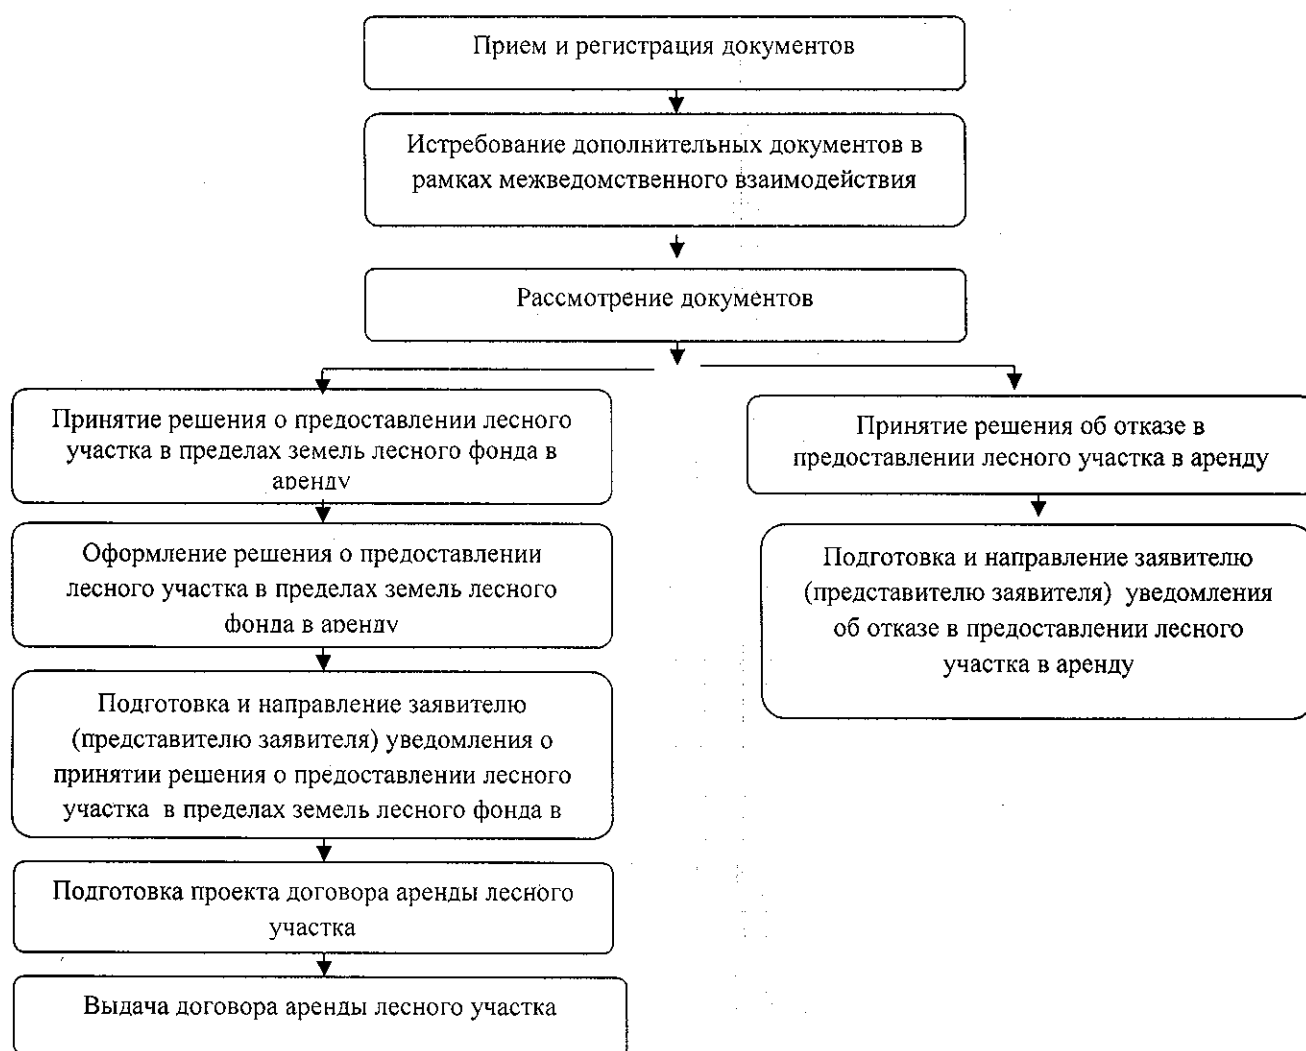 Прием и регистрация документов
Истребование дополнительных документов в
рамках межведомственного взаимодействия
Рассмотрение документов
Принятие решения о предоставлении лесного
участка в пределах земель лесного фонда в
аренду
Оформление решения о предоставлении
лесного участка в пределах земель лесного
фонда в аренду
Подготовка и направление заявителю
(представителю заявителя) уведомления о
принятии решения о предоставлении лесного
участка в пределах земель лесного фонда в
Подготовка проекта договора аренды лесного
участка
Выдача договора аренды лесного участка
Принятие решения об отказе в
предоставлении лесного участка в аренду
Подготовка и направление заявителю
(представителю заявителя) уведомления
об отказе в предоставлении лесного
участка в аренду